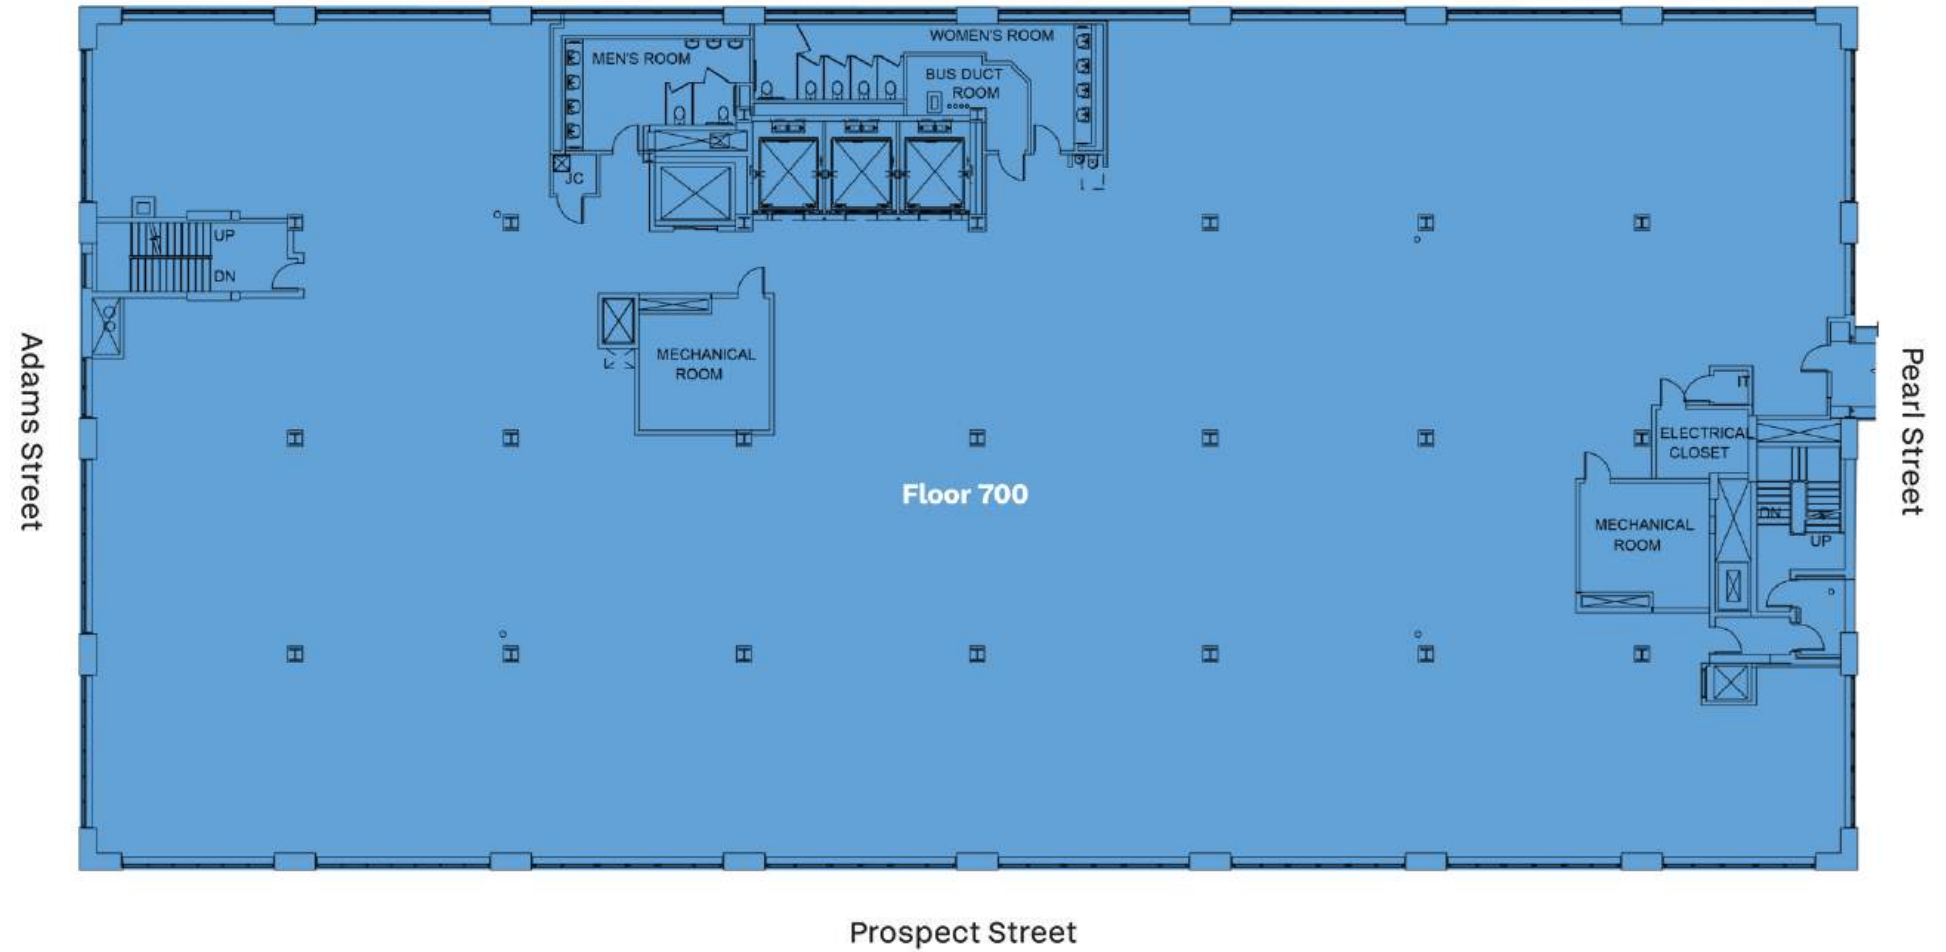 WOMEN'S ROOM
MEN'S ROOM
BUS DUCT
ROOM
JC
UP
DN
MECHANICAL
ROOM
Adams Street
Pearl Street
IT
ELECTRICAL
CLOSET
Floor 700
DN
MECHANICAL
ROOM
UP
Prospect Street